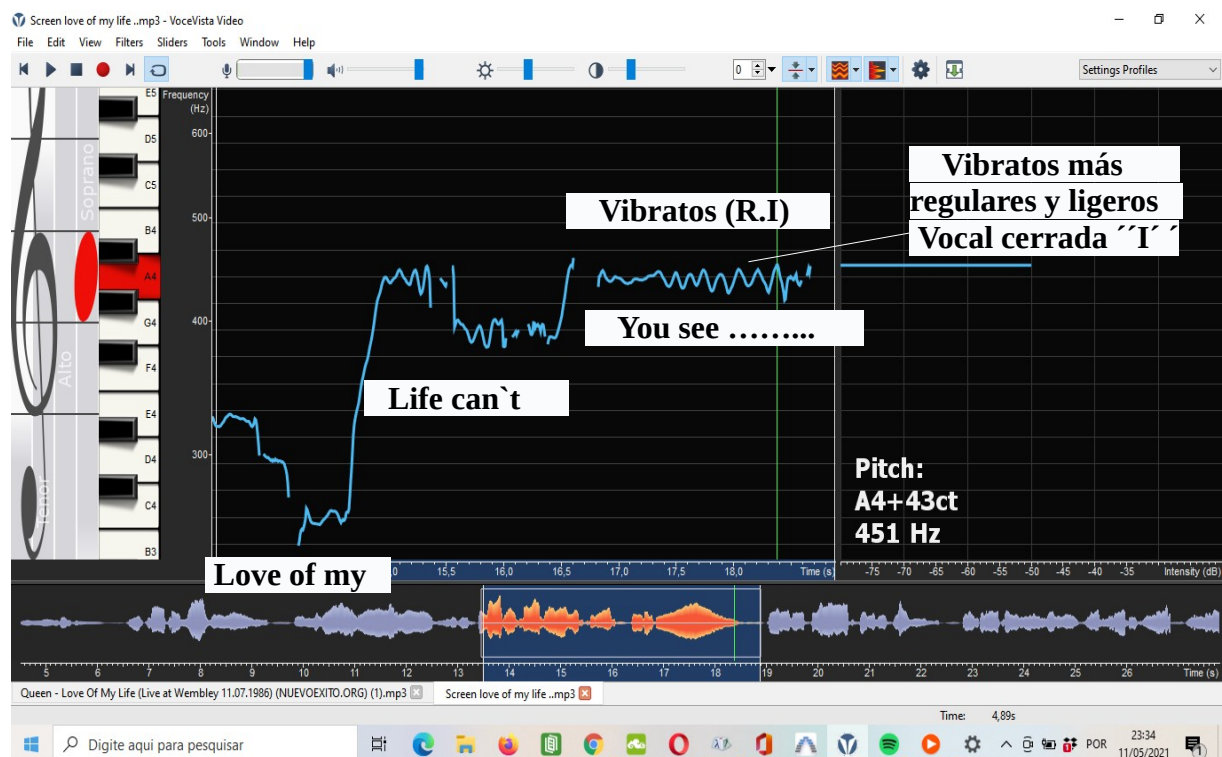 Screen love of my life ..mp3 - VoceVista Video
File Edit View Filters Sliders Tools Window Help
0
Settings Profiles
Frequency
(Hz)
E5
D5
C5
B4
A4
G4
F4
E4
D4
C4
B3
Soprano
Alto
Tenor
600
500
400
300
Vibratos más
regulares y ligeros
Vocal cerrada ´´I´ ´
Vibratos (R.I)
You see ……...
Life can`t
Pitch:
A4+43ct
451 Hz
Love of my
15,5 16,0 16,5 17,0 17,5 18,0 Time (s)
-75 -70 -65 -60 -55 -50 -45 -40 -35 Intensity (dB)
5 6 7 8 9 10 11 12 13 14 15 16 17 18 19 20 21 22 23 24 25 26 Time (s)
Queen - Love Of My Life (Live at Wembley 11.07.1986) (NUEVOEXITO.ORG) (1).mp3
Screen love of my life ..mp3
Time: 4,89s
Digite aqui para pesquisar
POR
23:34
11/05/2021